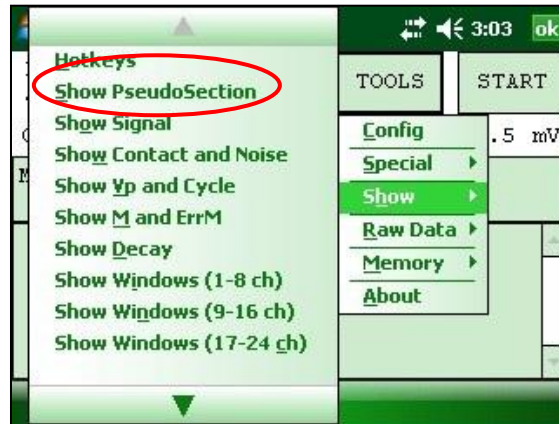 3:03 ok
TOOLS START
.5 mV
Hotkeys
Show PseudoSection
Show Signal
Show Contact and Noise
Show Vp and Cycle
Show M and ErrM
Show Decay
Show Windows (1-8 ch)
Show Windows (9-16 ch)
Show Windows (17-24 ch)
Config
Special
Show
Raw Data
Memory
About